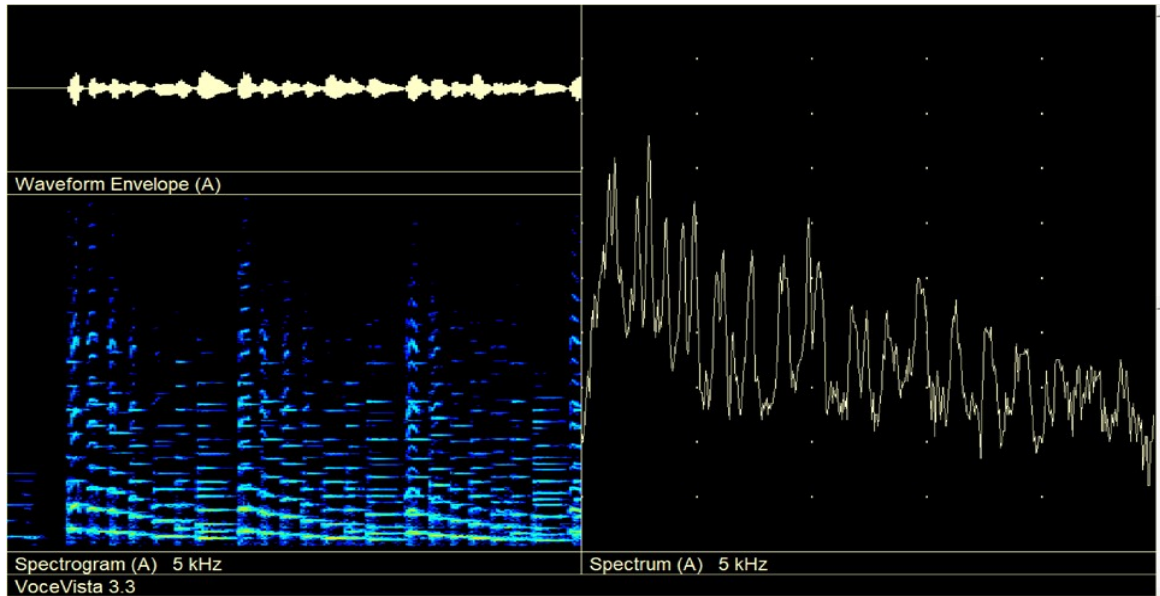 Waveform Envelope (A)
Spectrogram (A) 5 kHz
Spectrum (A) 5 kHz
VoceVista 3.3